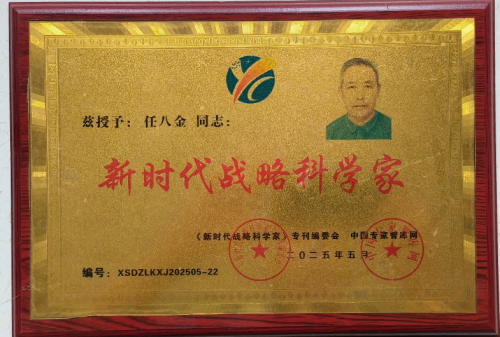 兹授予：任八金 同志：
新时代战略科学家
《新时代战略科学家》专刊编委会 中国专家智库网
二〇二五年五月
编号：XSDZLKXJ202505-22